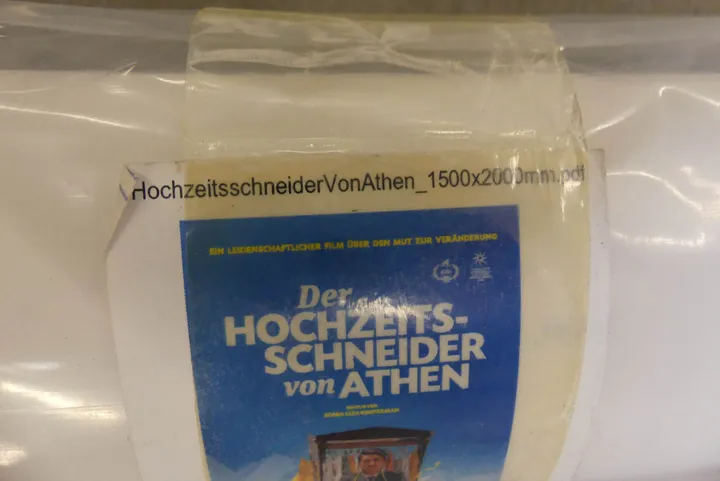 HochzeitsschneiderVonAthen_1500x2000mm.pdf
EIN LEIDENSCHAFTLICHER FILM ÜBER DEN MUT ZUR VERÄNDERUNG
Der
HOCHZEITS-
SCHNEIDER
von ATHEN